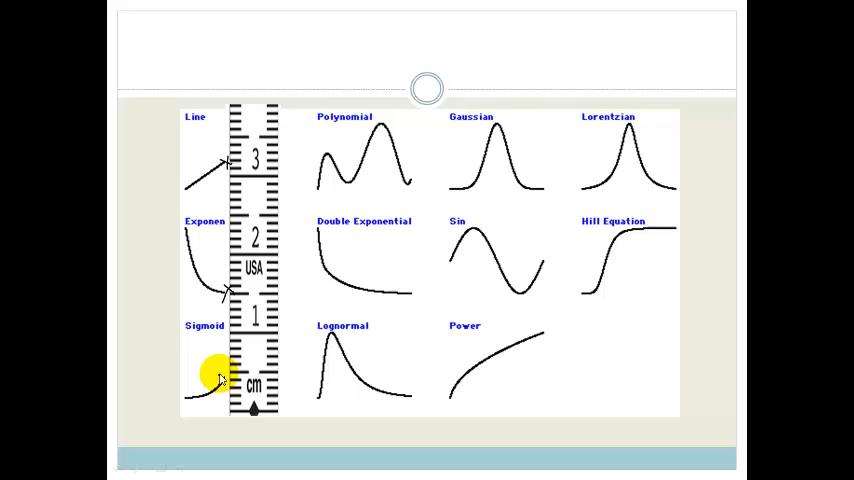 Line
Polynomial
Gaussian
Lorentzian
3
Exponen
Double Exponential
Sin
Hill Equation
2
USA
1
Sigmoid
Lognormal
Power
cm